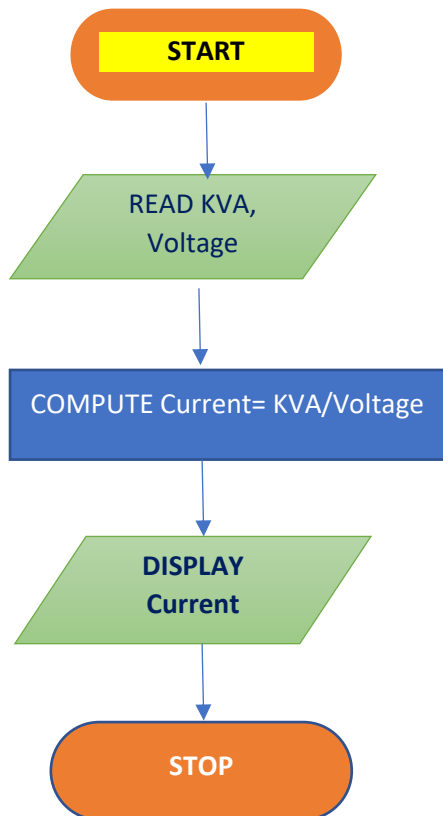 START
READ KVA,
Voltage
COMPUTE Current= KVA/Voltage
DISPLAY
Current
STOP